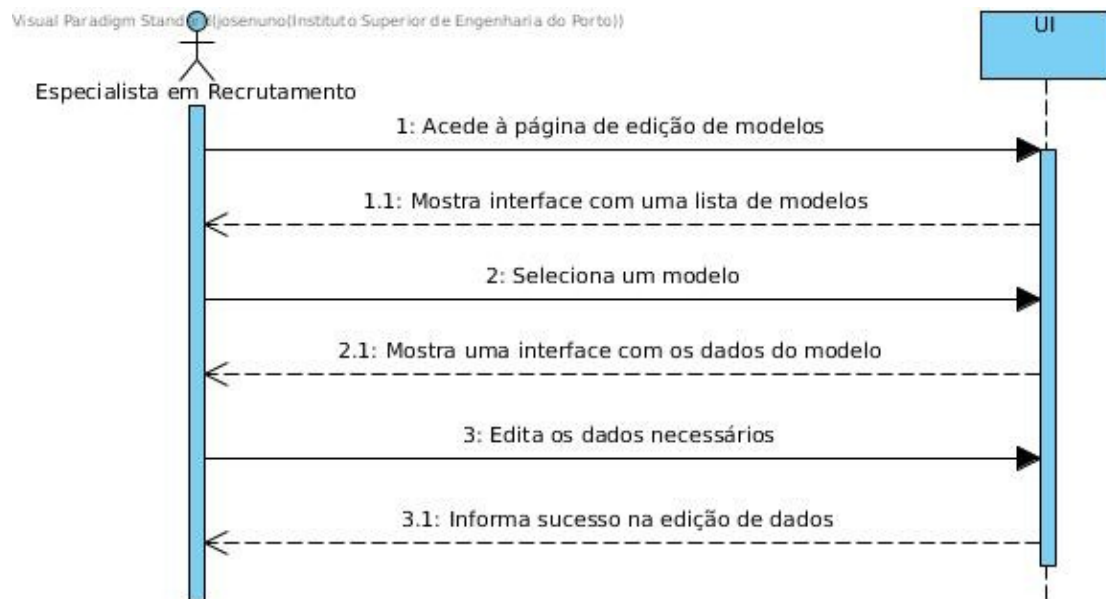 Visual Paradigm Standard(josenuno(Instituto Superior de Engenharia do Porto))
UI
Especialista em Recrutamento
1: Acede à página de edição de modelos
1.1: Mostra interface com uma lista de modelos
2: Seleciona um modelo
2.1: Mostra uma interface com os dados do modelo
3: Edita os dados necessários
3.1: Informa sucesso na edição de dados